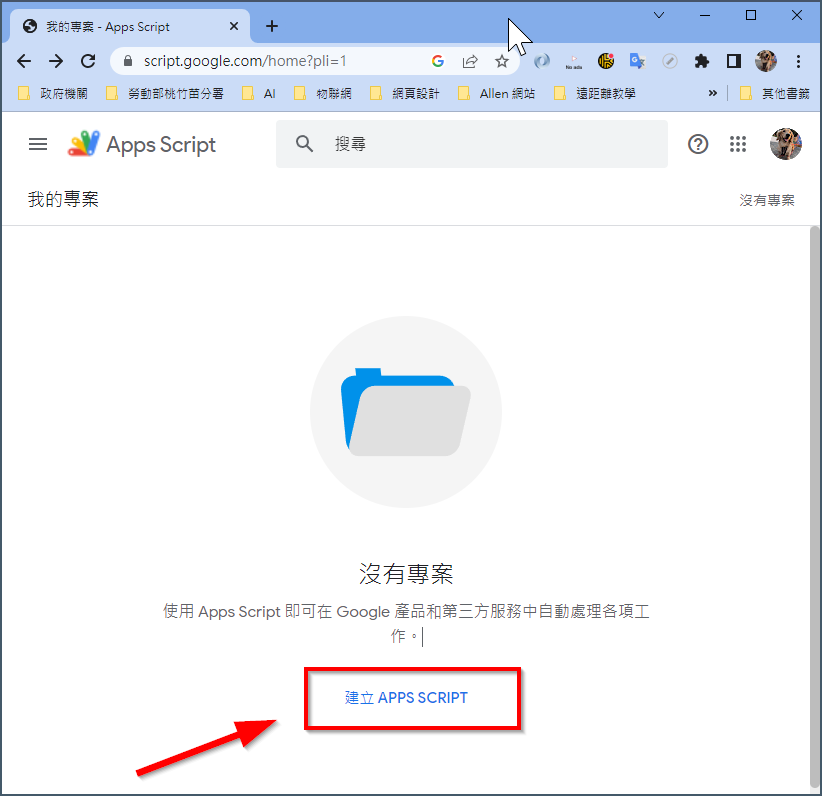 我的專案 - Apps Script
script.google.com/home?pli=1
No ads
政府機關
勞動部桃竹苗分署
AI
物聯網
網頁設計
Allen 網站
遠距離教學
»
其他書籤
Apps Script
搜尋
我的專案
沒有專案
沒有專案
使用 Apps Script 即可在 Google 產品和第三方服務中自動處理各項工
作。
建立 APPS SCRIPT